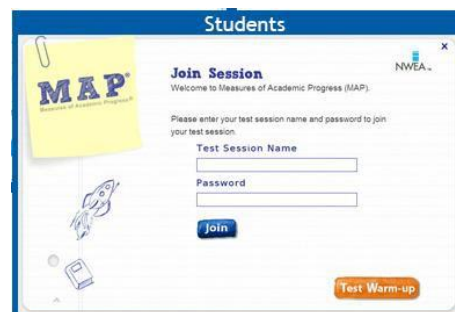 Students
x
NWEA™
MAP®
Measures of Academic Progress®
Join Session
Welcome to Measures of Academic Progress (MAP).
Please enter your test session name and password to join
your test session.
Test Session Name
Password
Join
Test Warm-up